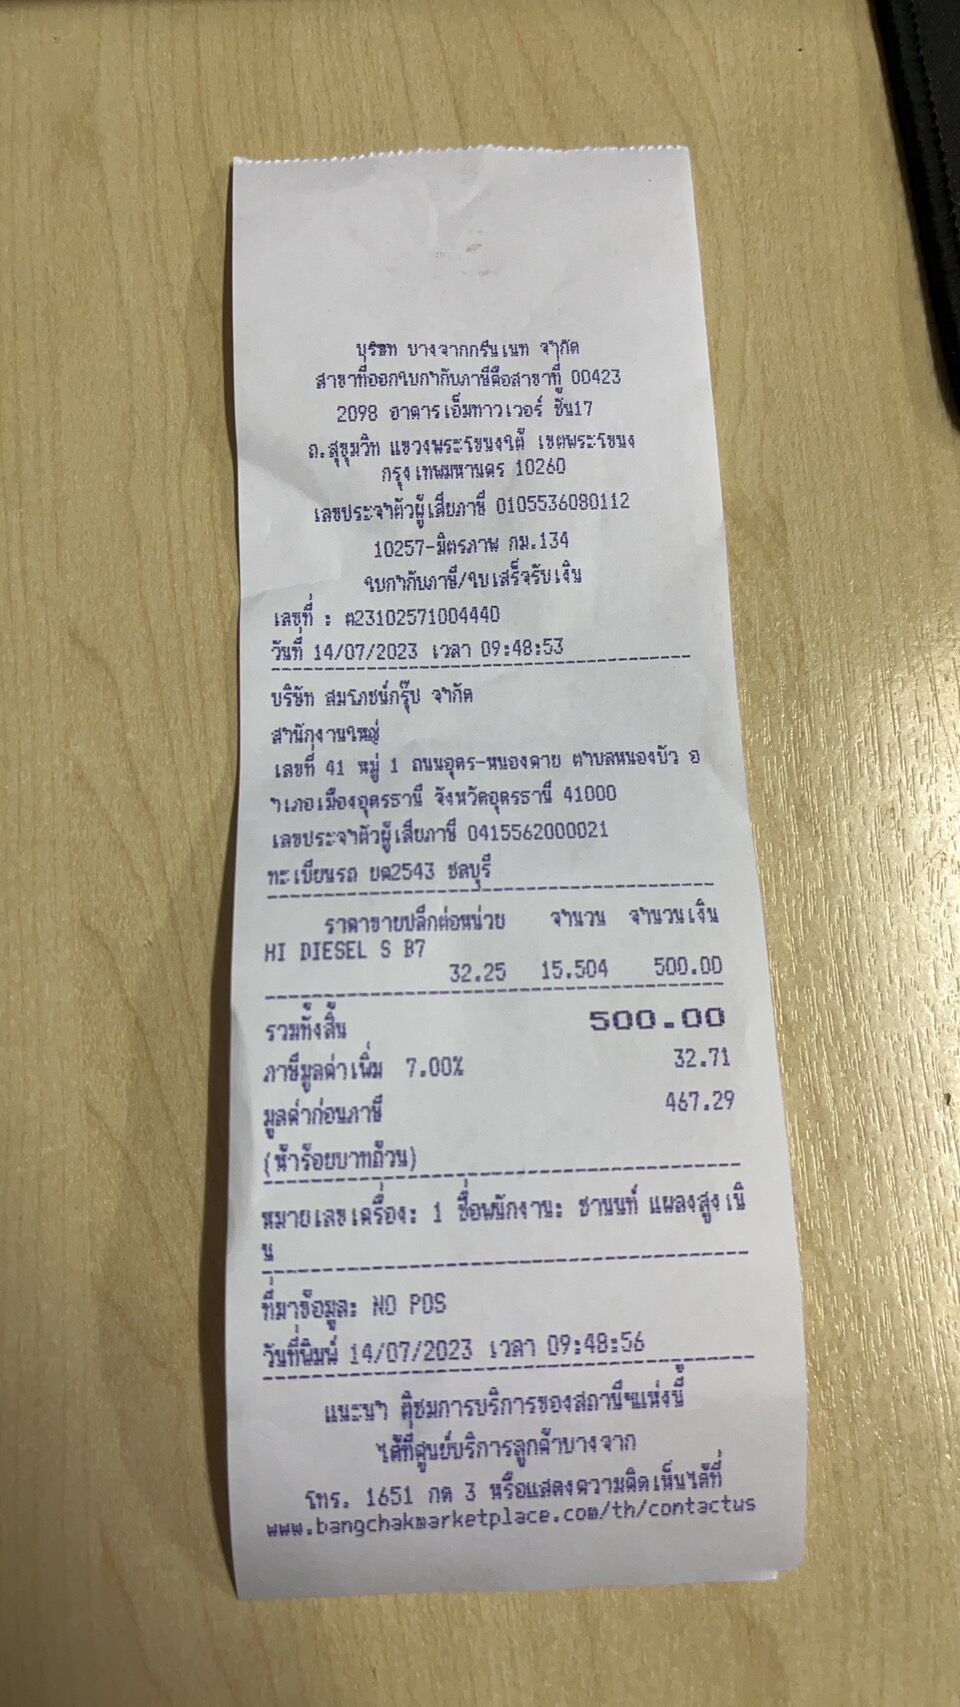 บริษัท บางจากกรีนเนท จำกัด
สาขาที่ออกใบกำกับภาษีคือสาขาที่ 00423
2098 อาคารเอ็มทาวเวอร์ ชั้น17
ถ.สุขุมวิท แขวงพระโขนงใต้ เขตพระโขนง
กรุงเทพมหานคร 10260
เลขประจำตัวผู้เสียภาษี 0105536080112
10257-มิตรภาพ กม.134
ใบกำกับภาษี/ใบเสร็จรับเงิน
เลขที่ : ต23102571004440
วันที่ 14/07/2023 เวลา 09:48:53
บริษัท สมโภชน์กรุ๊ป จำกัด
สำนักงานใหญ่
เลขที่ 41 หมู่ 1 ถนนอุดร-หนองคาย ตำบลหนองบัว อ
ำเภอเมืองอุดรธานี จังหวัดอุดรธานี 41000
เลขประจำตัวผู้เสียภาษี 0415562000021
ทะเบียนรถ ยด2543 ชลบุรี
ราคาขายปลีกต่อหน่วย จำนวน จำนวนเงิน
HI DIESEL S B7
32.25 15.504 500.00
รวมทั้งสิ้น 500.00
ภาษีมูลค่าเพิ่ม 7.00% 32.71
มูลค่าก่อนภาษี 467.29
(ห้าร้อยบาทถ้วน)
หมายเลขเครื่อง: 1 ชื่อพนักงาน: ชานนท์ แผลงสูงเนิ
น
ที่มาข้อมูล: NO POS
วันที่พิมพ์ 14/07/2023 เวลา 09:48:56
แนะนำ ติชมการบริการของสถานีฯแห่งนี้
ได้ที่ศูนย์บริการลูกค้าบางจาก
โทร. 1651 กด 3 หรือแสดงความคิดเห็นได้ที่
www.bangchakmarketplace.com/th/contactus